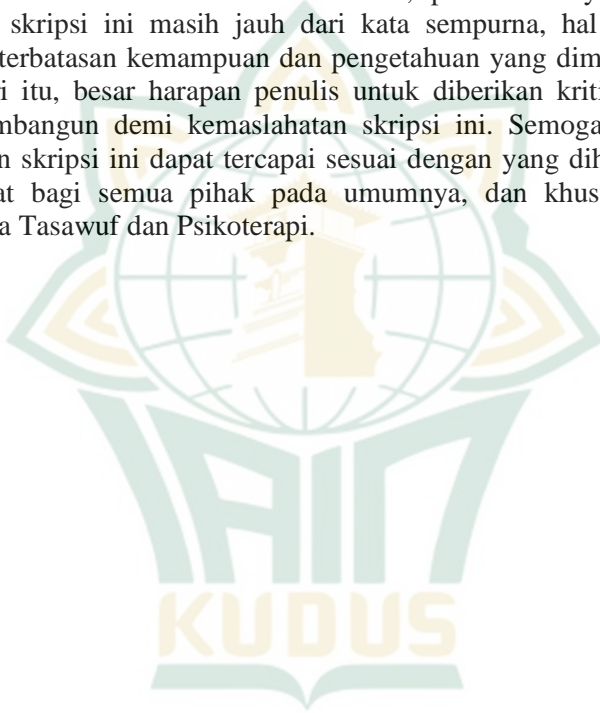 skripsi ini masih jauh dari kata sempurna, hal
terbatasan kemampuan dan pengetahuan yang dim
i itu, besar harapan penulis untuk diberikan kriti
mbangun demi kemaslahatan skripsi ini. Semoga
n skripsi ini dapat tercapai sesuai dengan yang dih
at bagi semua pihak pada umumnya, dan khus
a Tasawuf dan Psikoterapi.
IAIN
KUDUS